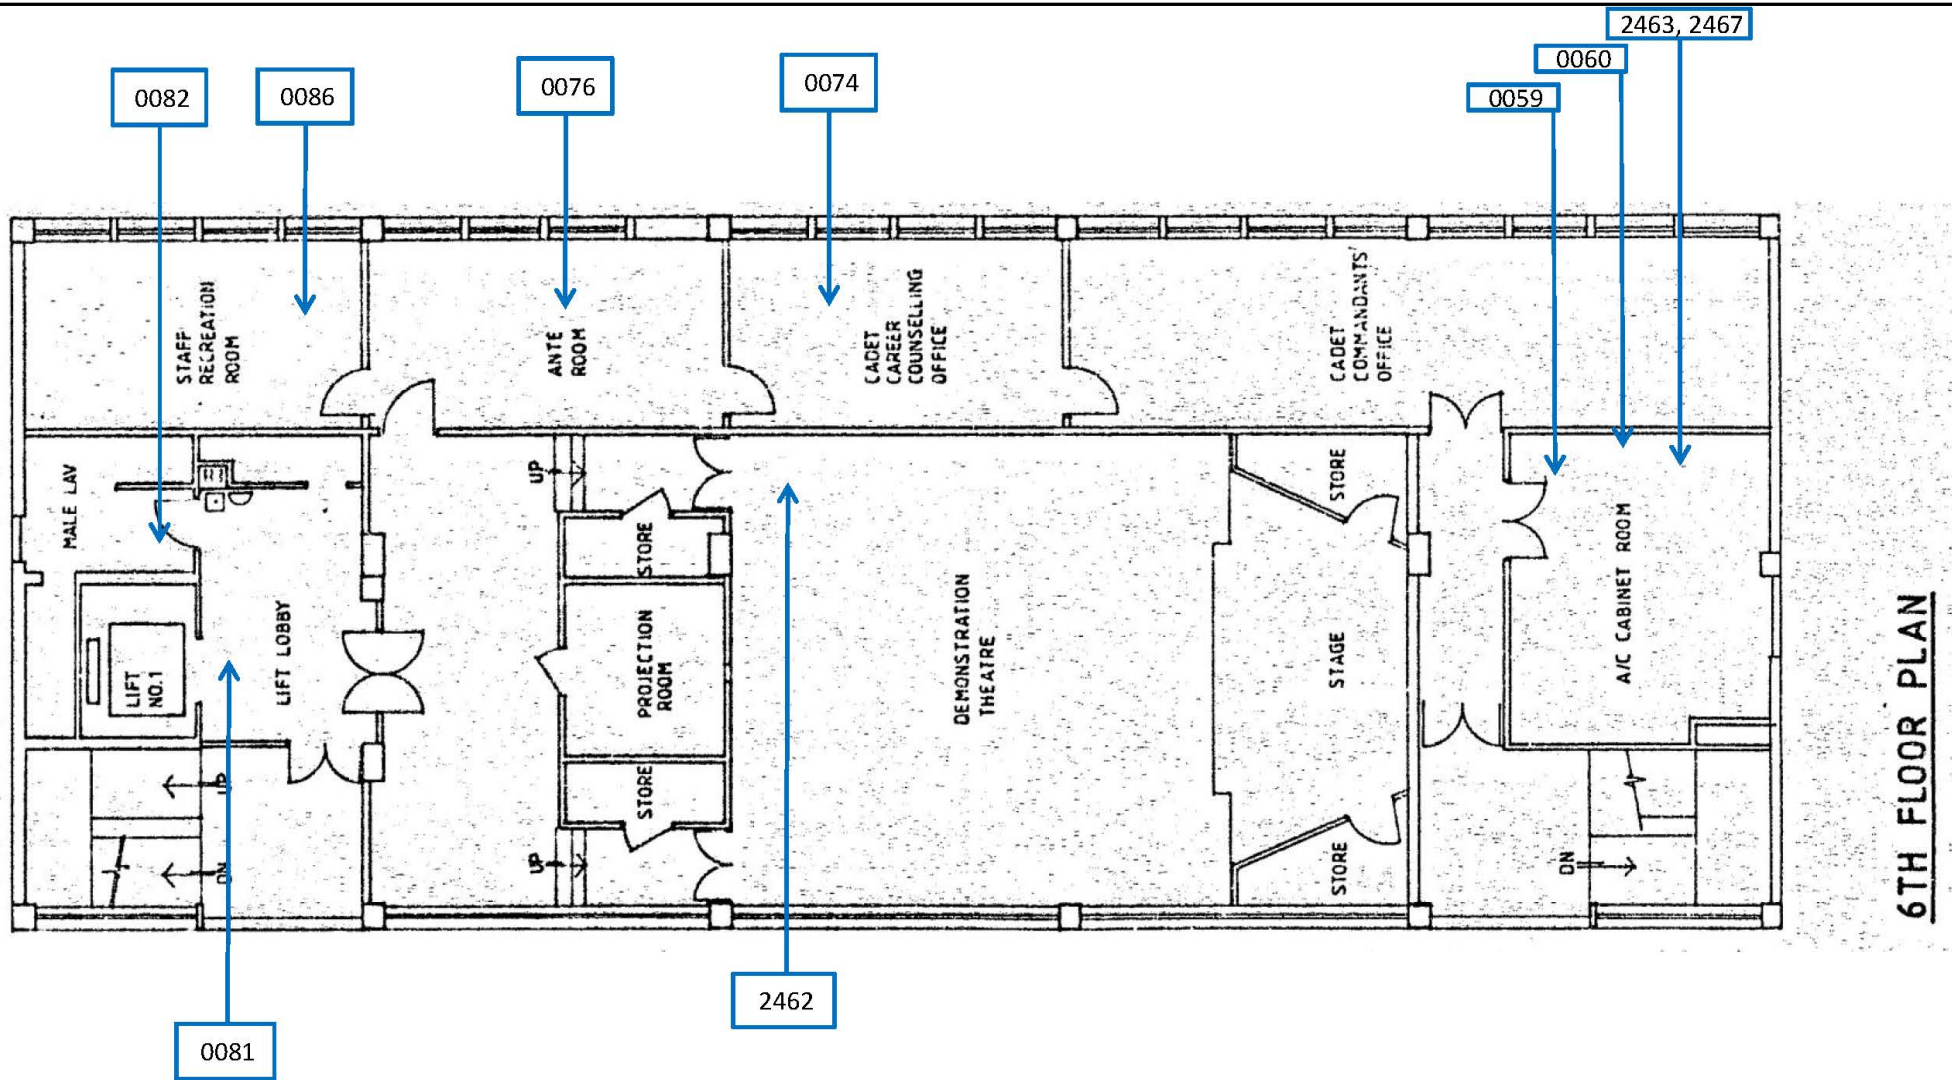 2463, 2467
0060
0059
0082
0086
0076
0074
STAFF
RECREATION
ROOM
ANTE
ROOM
CADET
CAREER
COUNSELLING
OFFICE
CADET
COMMANDANTS'
OFFICE
MALE LAV
UP
STORE
STORE
STORE
LIFT
NO.1
LIFT LOBBY
PROJECTION
ROOM
DEMONSTRATION
THEATRE
STAGE
A/C CABINET ROOM
UP
DN
STORE
UP
STORE
DN
6TH FLOOR PLAN
2462
0081